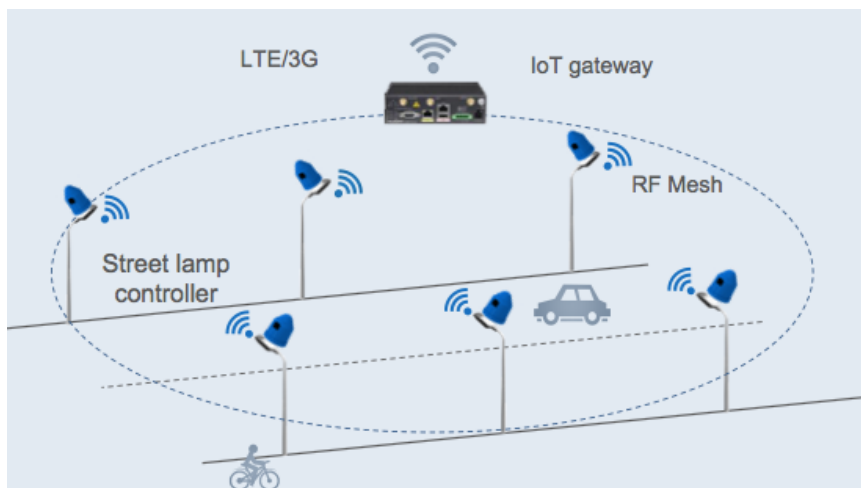 LTE/3G
IoT gateway
RF Mesh
Street lamp
controller